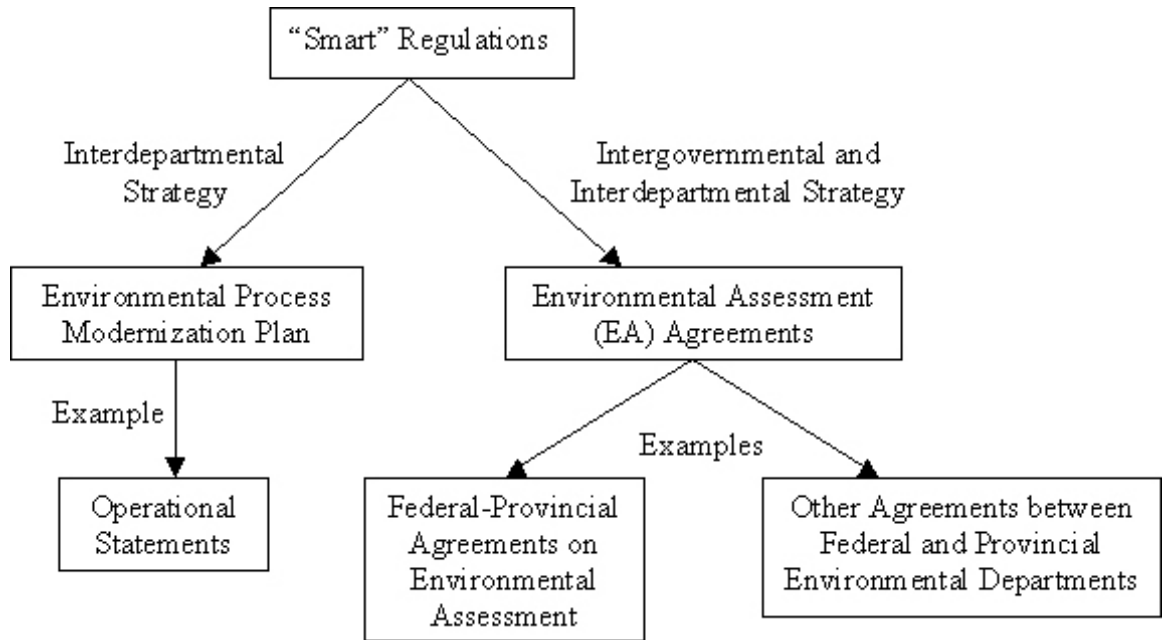 “Smart” Regulations
Interdepartmental
Strategy
Intergovernmental and
Interdepartmental Strategy
Environmental Process
Modernization Plan
Environmental Assessment
(EA) Agreements
Example
Examples
Operational
Statements
Federal-Provincial
Agreements on
Environmental
Assessment
Other Agreements between
Federal and Provincial
Environmental Departments